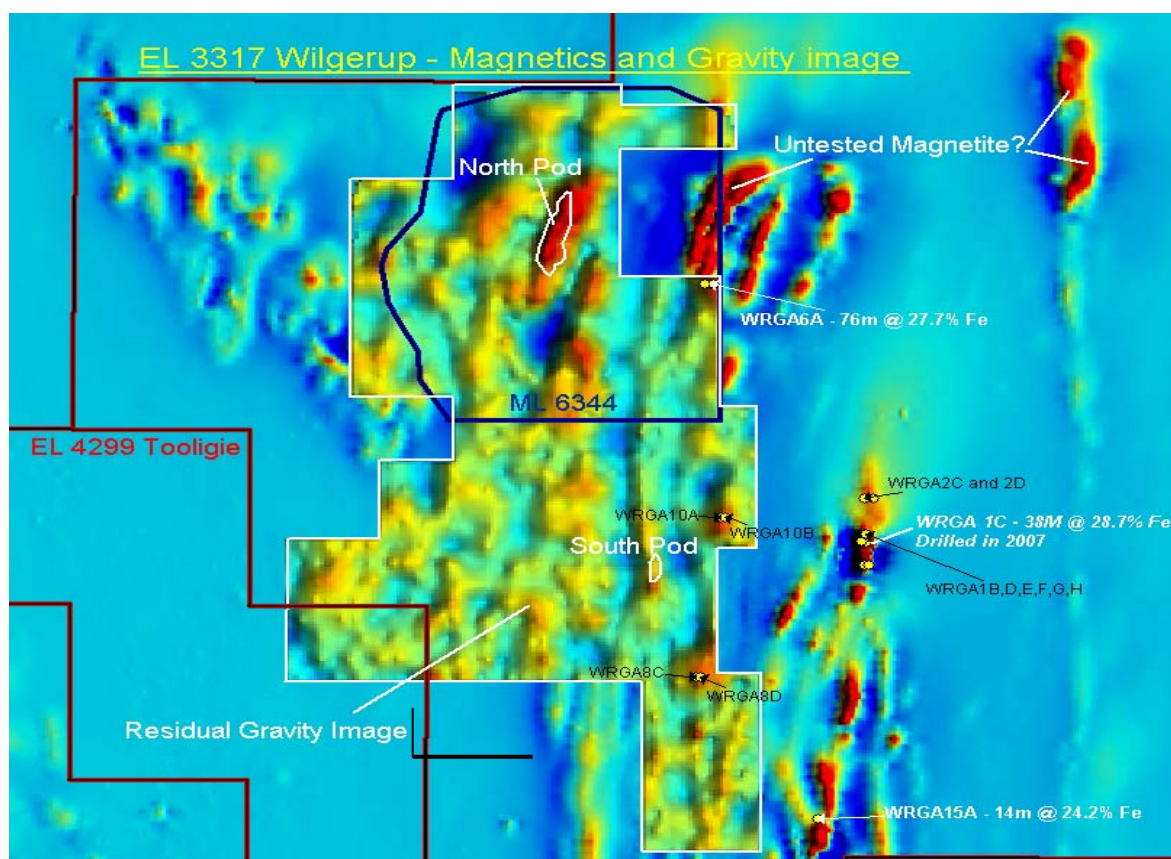 EL 3317 Wilgerup - Magnetics and Gravity image
Untested Magnetite?
North Pod
WRGA6A - 76m @ 27.7% Fe
ML 6344
EL 4299 Tooligie
WRGA2C and 2D
WRGA10A
WRGA 1C - 38M @ 28.7% Fe
Drilled in 2007
WRGA10B
South Pod
WRGA1B,D,E,F,G,H
WRGA8C
WRGA8D
Residual Gravity Image
WRGA15A - 14m @ 24.2% Fe